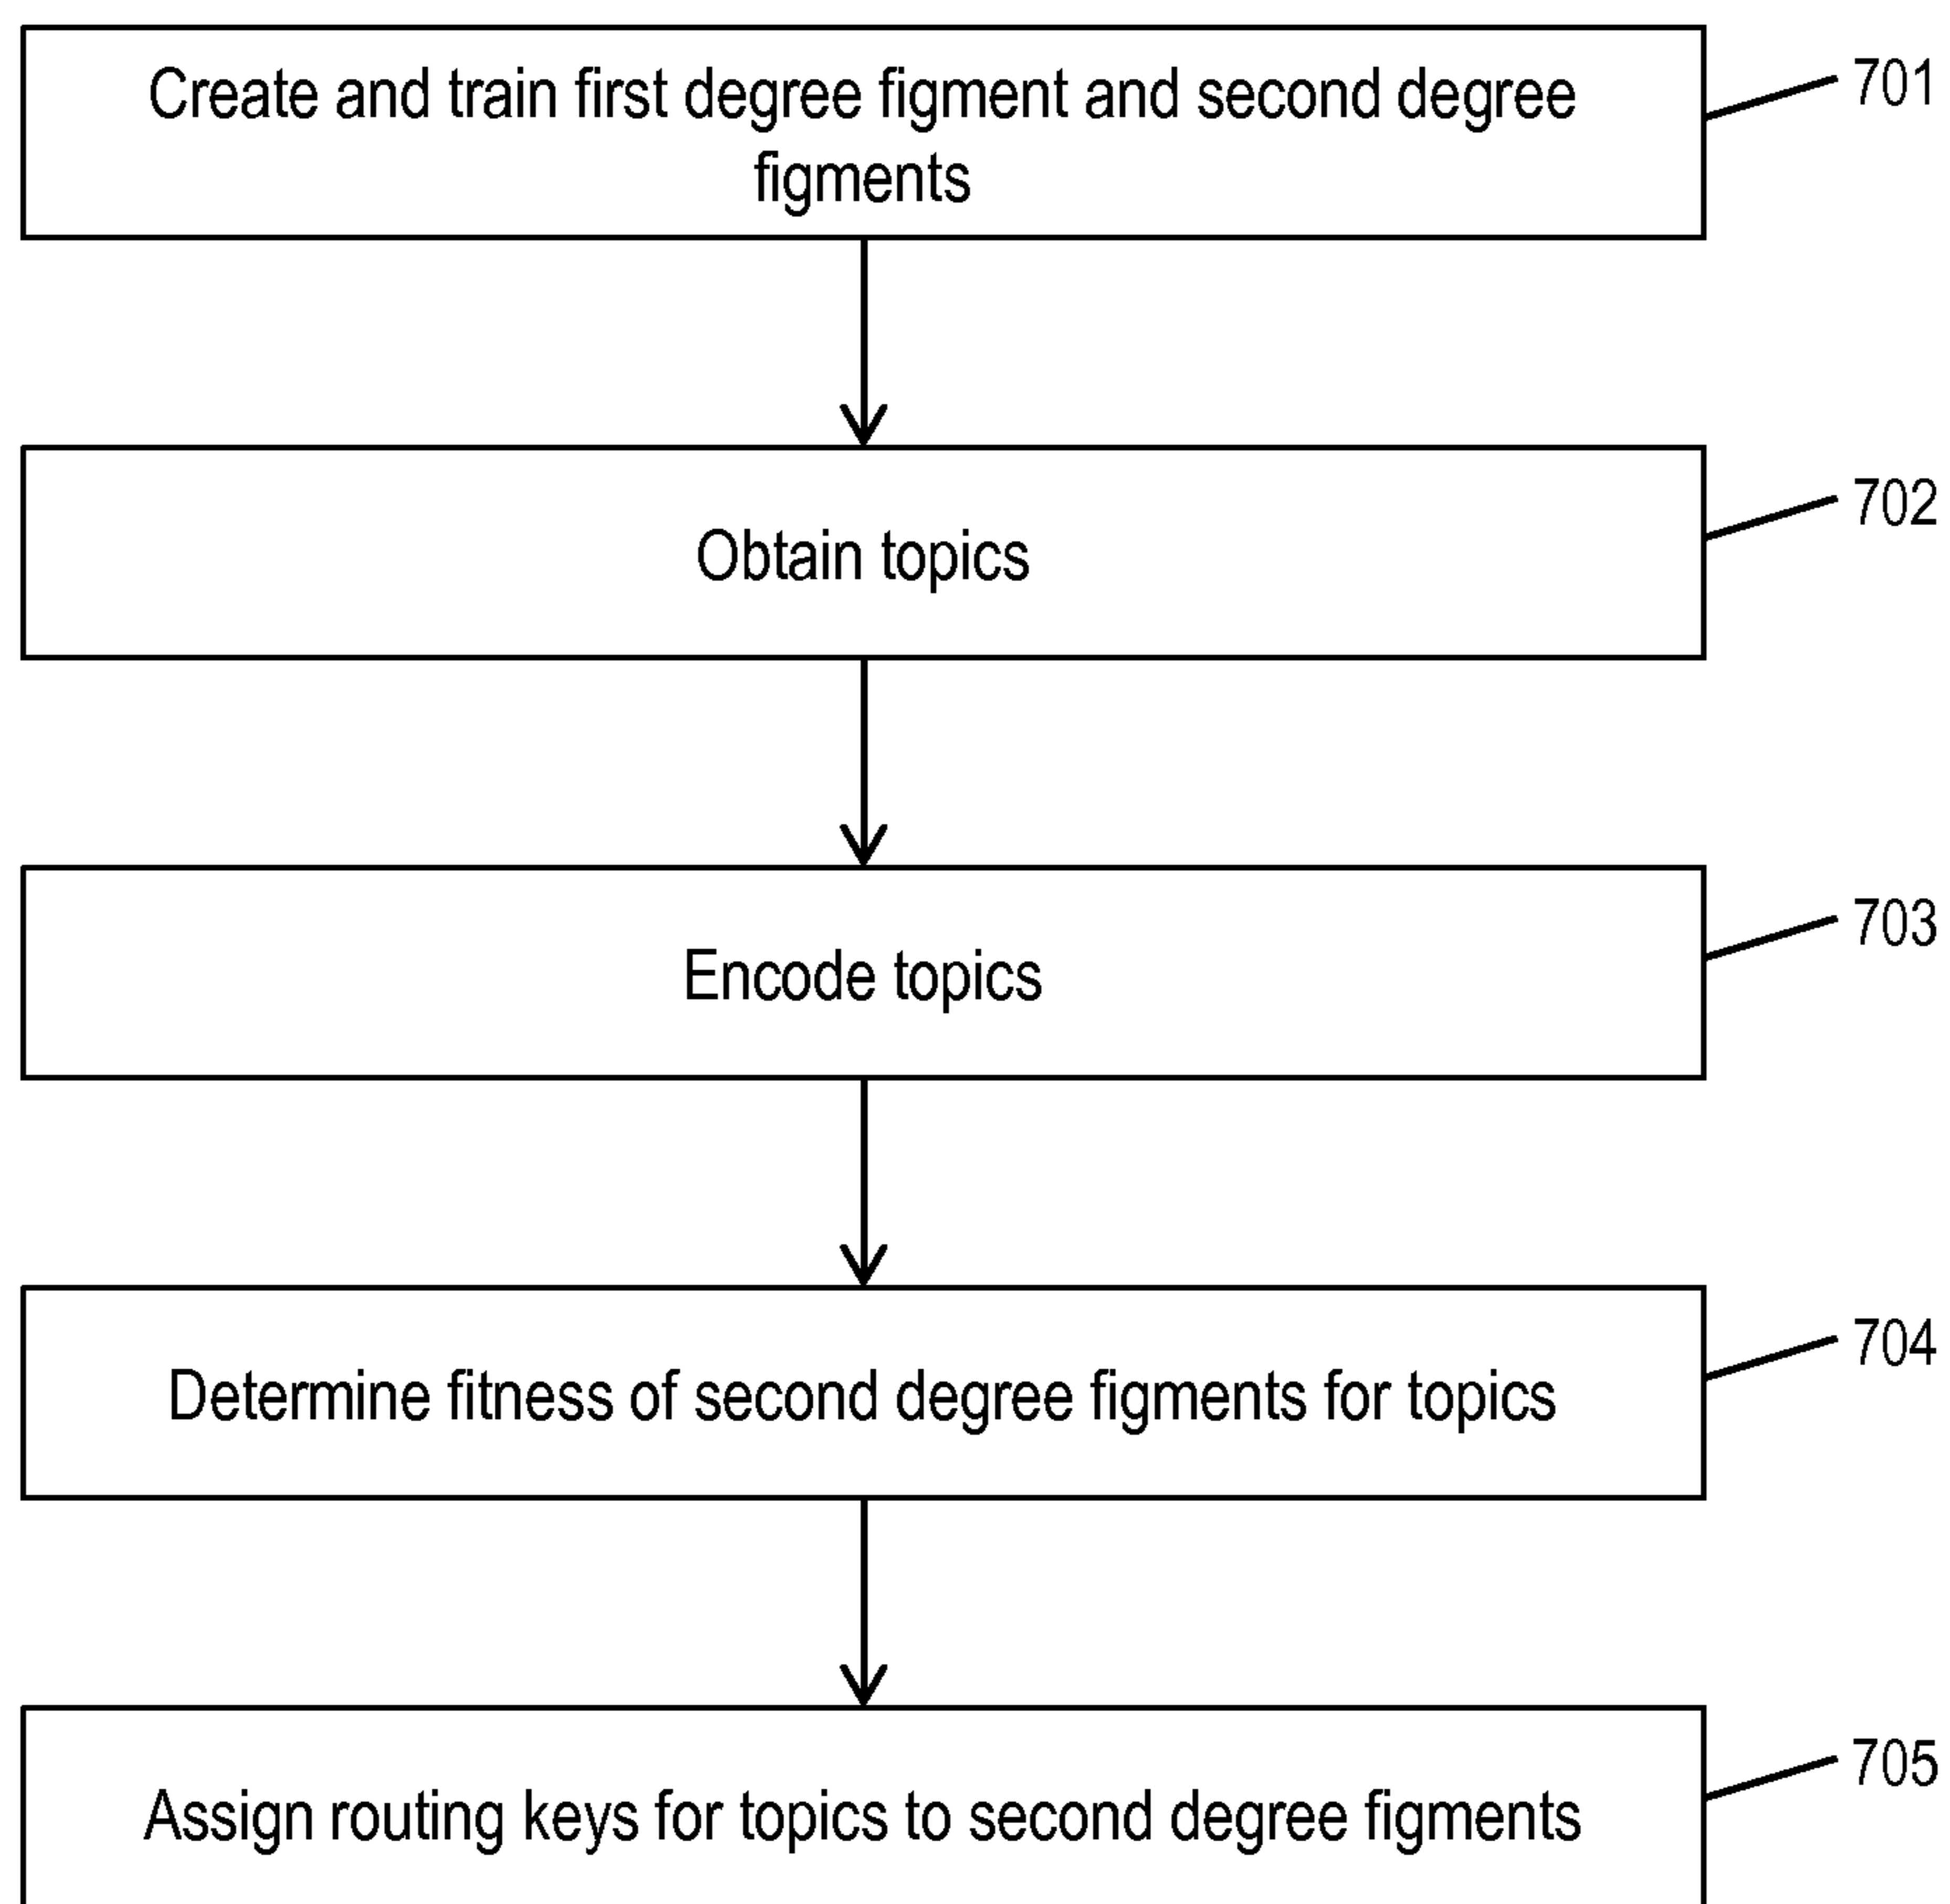 Create and train first degree figment and second degree
figments
701
Obtain topics
702
Encode topics
703
Determine fitness of second degree figments for topics
704
Assign routing keys for topics to second degree figments
705